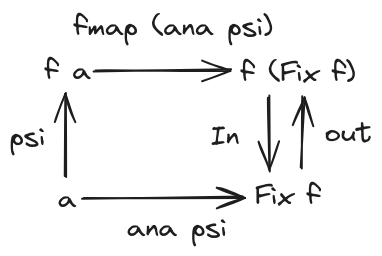 fmap (ana psi)
f a
f (Fix f)
psi
In
out
a
Fix f
ana psi